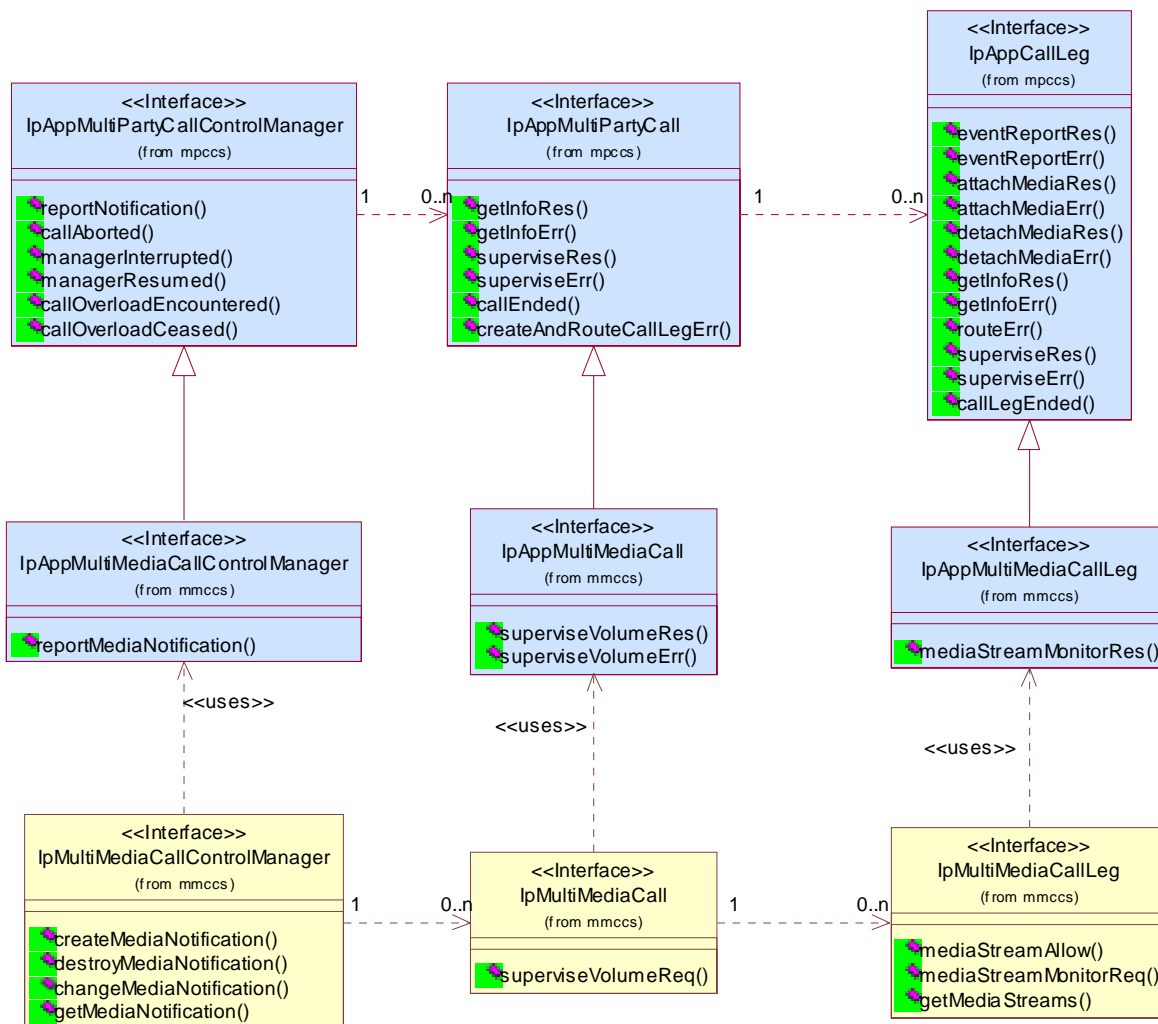 <<Interface>>
IpAppMultiPartyCallControlManager
(from mpccs)
reportNotification()
callAborted()
managerInterrupted()
managerResumed()
callOverloadEncountered()
callOverloadCeased()
1
0..n
<<Interface>>
IpAppMultiPartyCall
(from mpccs)
getInfoRes()
getInfoErr()
superviseRes()
superviseErr()
callEnded()
createAndRouteCallLegErr()
1
0..n
<<Interface>>
IpAppCallLeg
(from mpccs)
eventReportRes()
eventReportErr()
attachMediaRes()
attachMediaErr()
detachMediaRes()
detachMediaErr()
getInfoRes()
getInfoErr()
routeErr()
superviseRes()
superviseErr()
callLegEnded()
<<Interface>>
IpAppMultiMediaCallControlManager
(from mmccs)
reportMediaNotification()
<<Interface>>
IpAppMultiMediaCall
(from mmccs)
superviseVolumeRes()
superviseVolumeErr()
<<Interface>>
IpAppMultiMediaCallLeg
(from mmccs)
mediaStreamMonitorRes()
<<uses>>
<<uses>>
<<uses>>
<<Interface>>
IpMultiMediaCallControlManager
(from mmccs)
createMediaNotification()
destroyMediaNotification()
changeMediaNotification()
getMediaNotification()
1
0..n
<<Interface>>
IpMultiMediaCall
(from mmccs)
superviseVolumeReq()
1
0..n
<<Interface>>
IpMultiMediaCallLeg
(from mmccs)
mediaStreamAllow()
mediaStreamMonitorReq()
getMediaStreams()